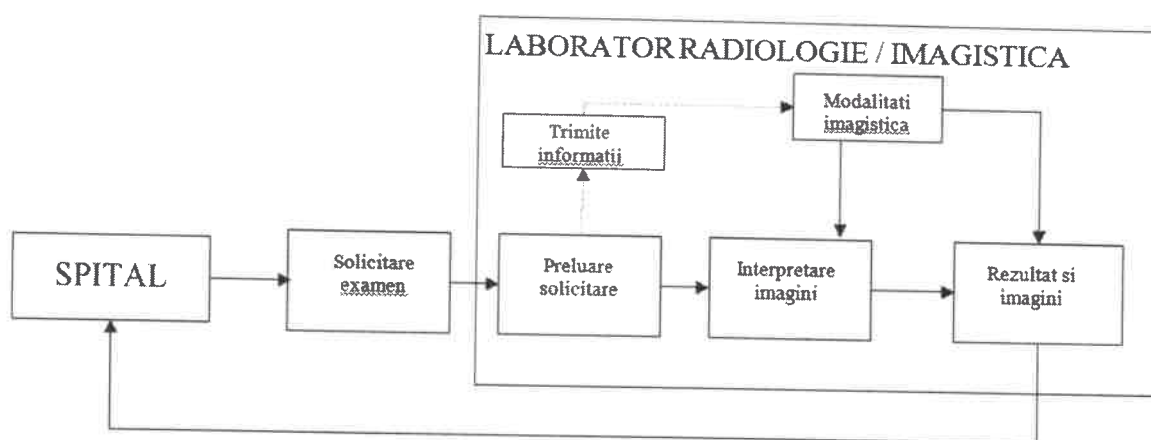 LABORATOR RADIOLOGIE / IMAGISTICA
Modalitati
imagistica
Trimite
informatii
SPITAL
Solicitare
examen
Preluare
solicitare
Interpretare
imagini
Rezultat si
imagini